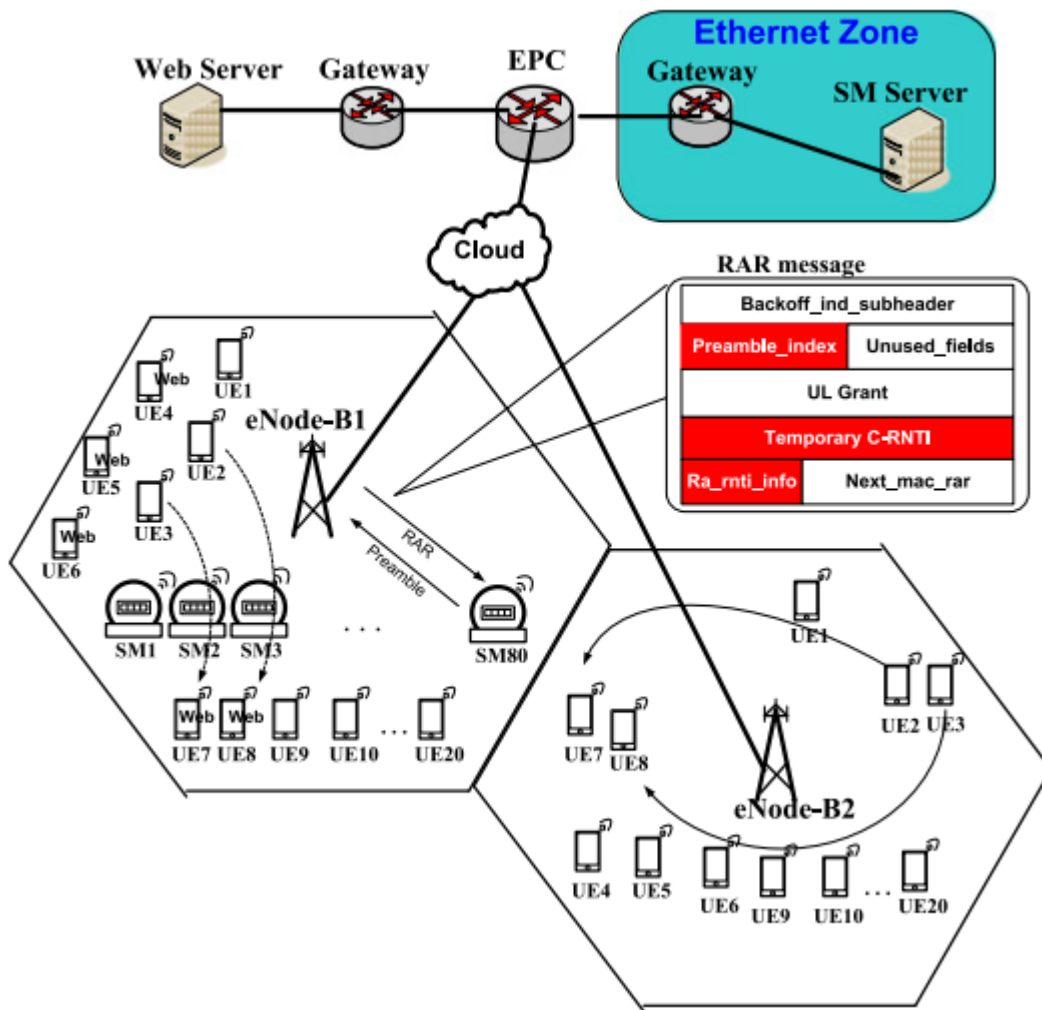 Ethernet Zone
Web Server
Gateway
EPC
Gateway
SM Server
Cloud
RAR message
Backoff_ind_subheader
Preamble_index
Unused_fields
UL Grant
Temporary C-RNTI
Ra_rnti_info
Next_mac_rar
UE1
Web
UE4
eNode-B1
UE2
Web
UE5
UE3
Web
UE6
RAR
Preamble
SM1
SM2
SM3
. . .
SM80
Web
UE7
Web
UE8
UE9
UE10
...
UE20
UE1
UE2
UE3
UE7
UE8
eNode-B2
UE4
UE5
UE6
UE9
UE10
...
UE20